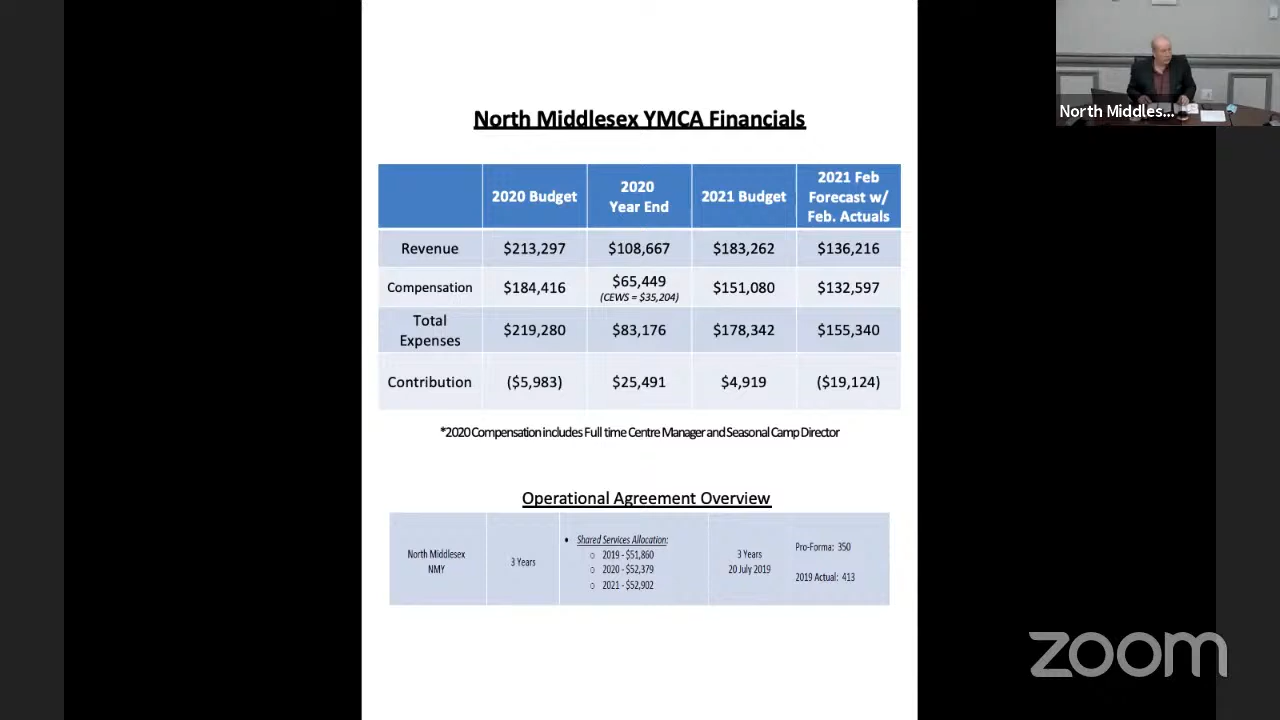 North Middlesex YMCA Financials
2020 Budget
2020
Year End
2021 Budget
2021 Feb
Forecast w/
Feb. Actuals
Revenue
$213,297
$108,667
$183,262
$136,216
Compensation
$184,416
$65,449
(CEWS = $35,204)
$151,080
$132,597
Total
Expenses
$219,280
$83,176
$178,342
$155,340
Contribution
($5,983)
$25,491
$4,919
($19,124)
*2020 Compensation includes Full time Centre Manager and Seasonal Camp Director
Operational Agreement Overview
North Middlesex
NMY
3 Years
• Shared Services Allocation:
○ 2019 - $51,860
○ 2020 - $52,379
○ 2021 - $52,902
3 Years
20 July 2019
Pro-Forma: 350
2019 Actual: 413
North Middles...
zoom